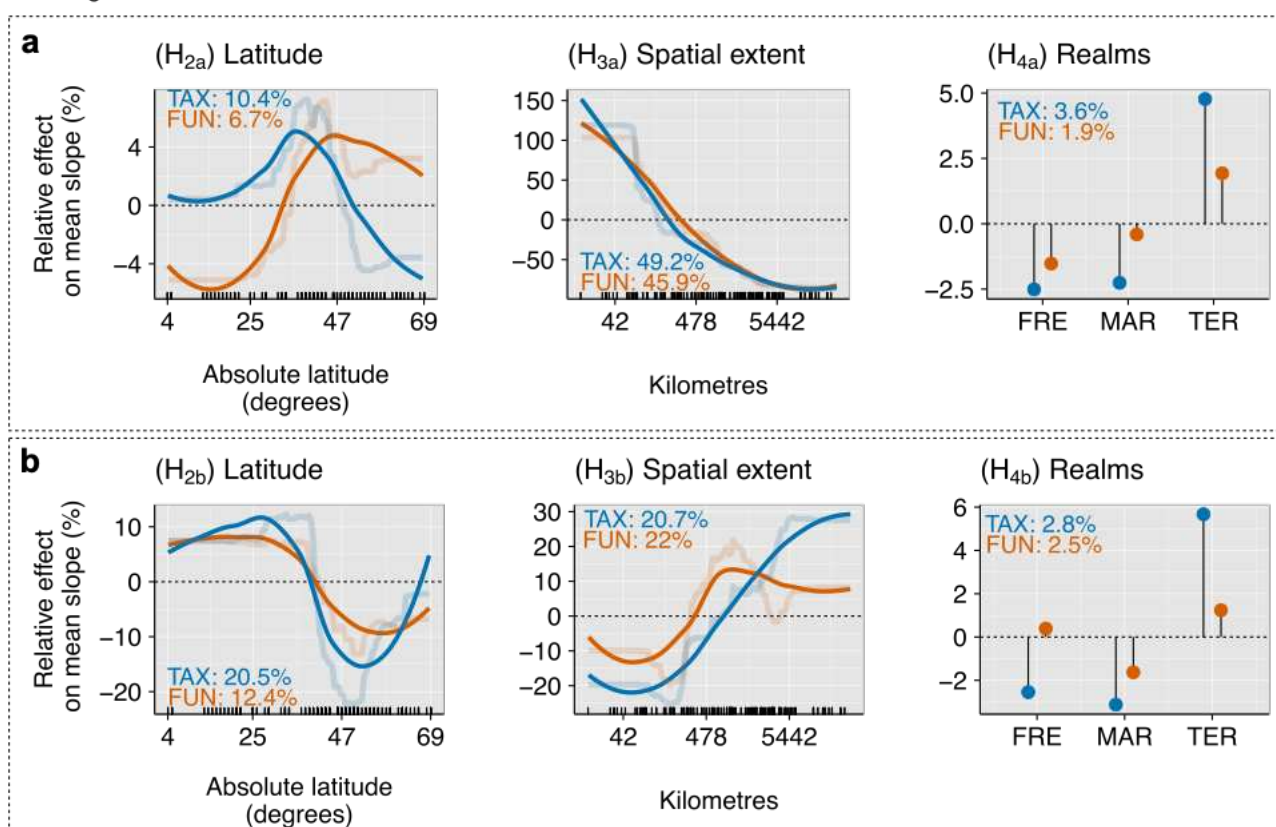 a
(H2a) Latitude
(H3a) Spatial extent
(H4a) Realms
Relative effect
on mean slope (%)
TAX: 10.4%
FUN: 6.7%
4
0
−4
4 25 47 69
Absolute latitude
(degrees)
150
100
50
0
−50
TAX: 49.2%
FUN: 45.9%
42 478 5442
Kilometres
5.0
2.5
0.0
−2.5
TAX: 3.6%
FUN: 1.9%
FRE MAR TER
b
(H2b) Latitude
(H3b) Spatial extent
(H4b) Realms
Relative effect
on mean slope (%)
10
0
−10
−20
TAX: 20.5%
FUN: 12.4%
4 25 47 69
Absolute latitude
(degrees)
30
20
10
0
−10
−20
TAX: 20.7%
FUN: 22%
42 478 5442
Kilometres
6
4
2
0
−2
TAX: 2.8%
FUN: 2.5%
FRE MAR TER